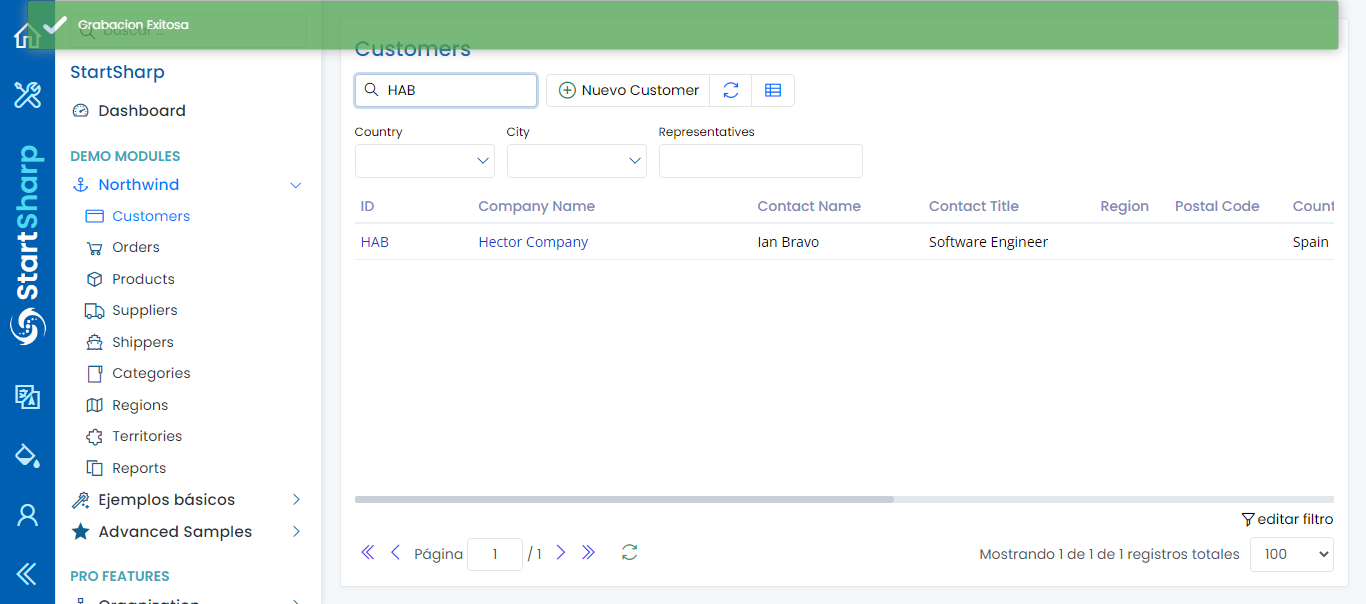 Grabacion Exitosa
buscar ...
StartSharp
StartSharp
Dashboard
DEMO MODULES
Northwind
Customers
Orders
Products
Suppliers
Shippers
Categories
Regions
Territories
Reports
Ejemplos básicos
Advanced Samples
PRO FEATURES
Organization
Customers
HAB
Nuevo Customer
Country
City
Representatives
ID Company Name Contact Name Contact Title Region Postal Code Count
HAB Hector Company Ian Bravo Software Engineer Spain
editar filtro
Página 1 / 1
Mostrando 1 de 1 de 1 registros totales 100